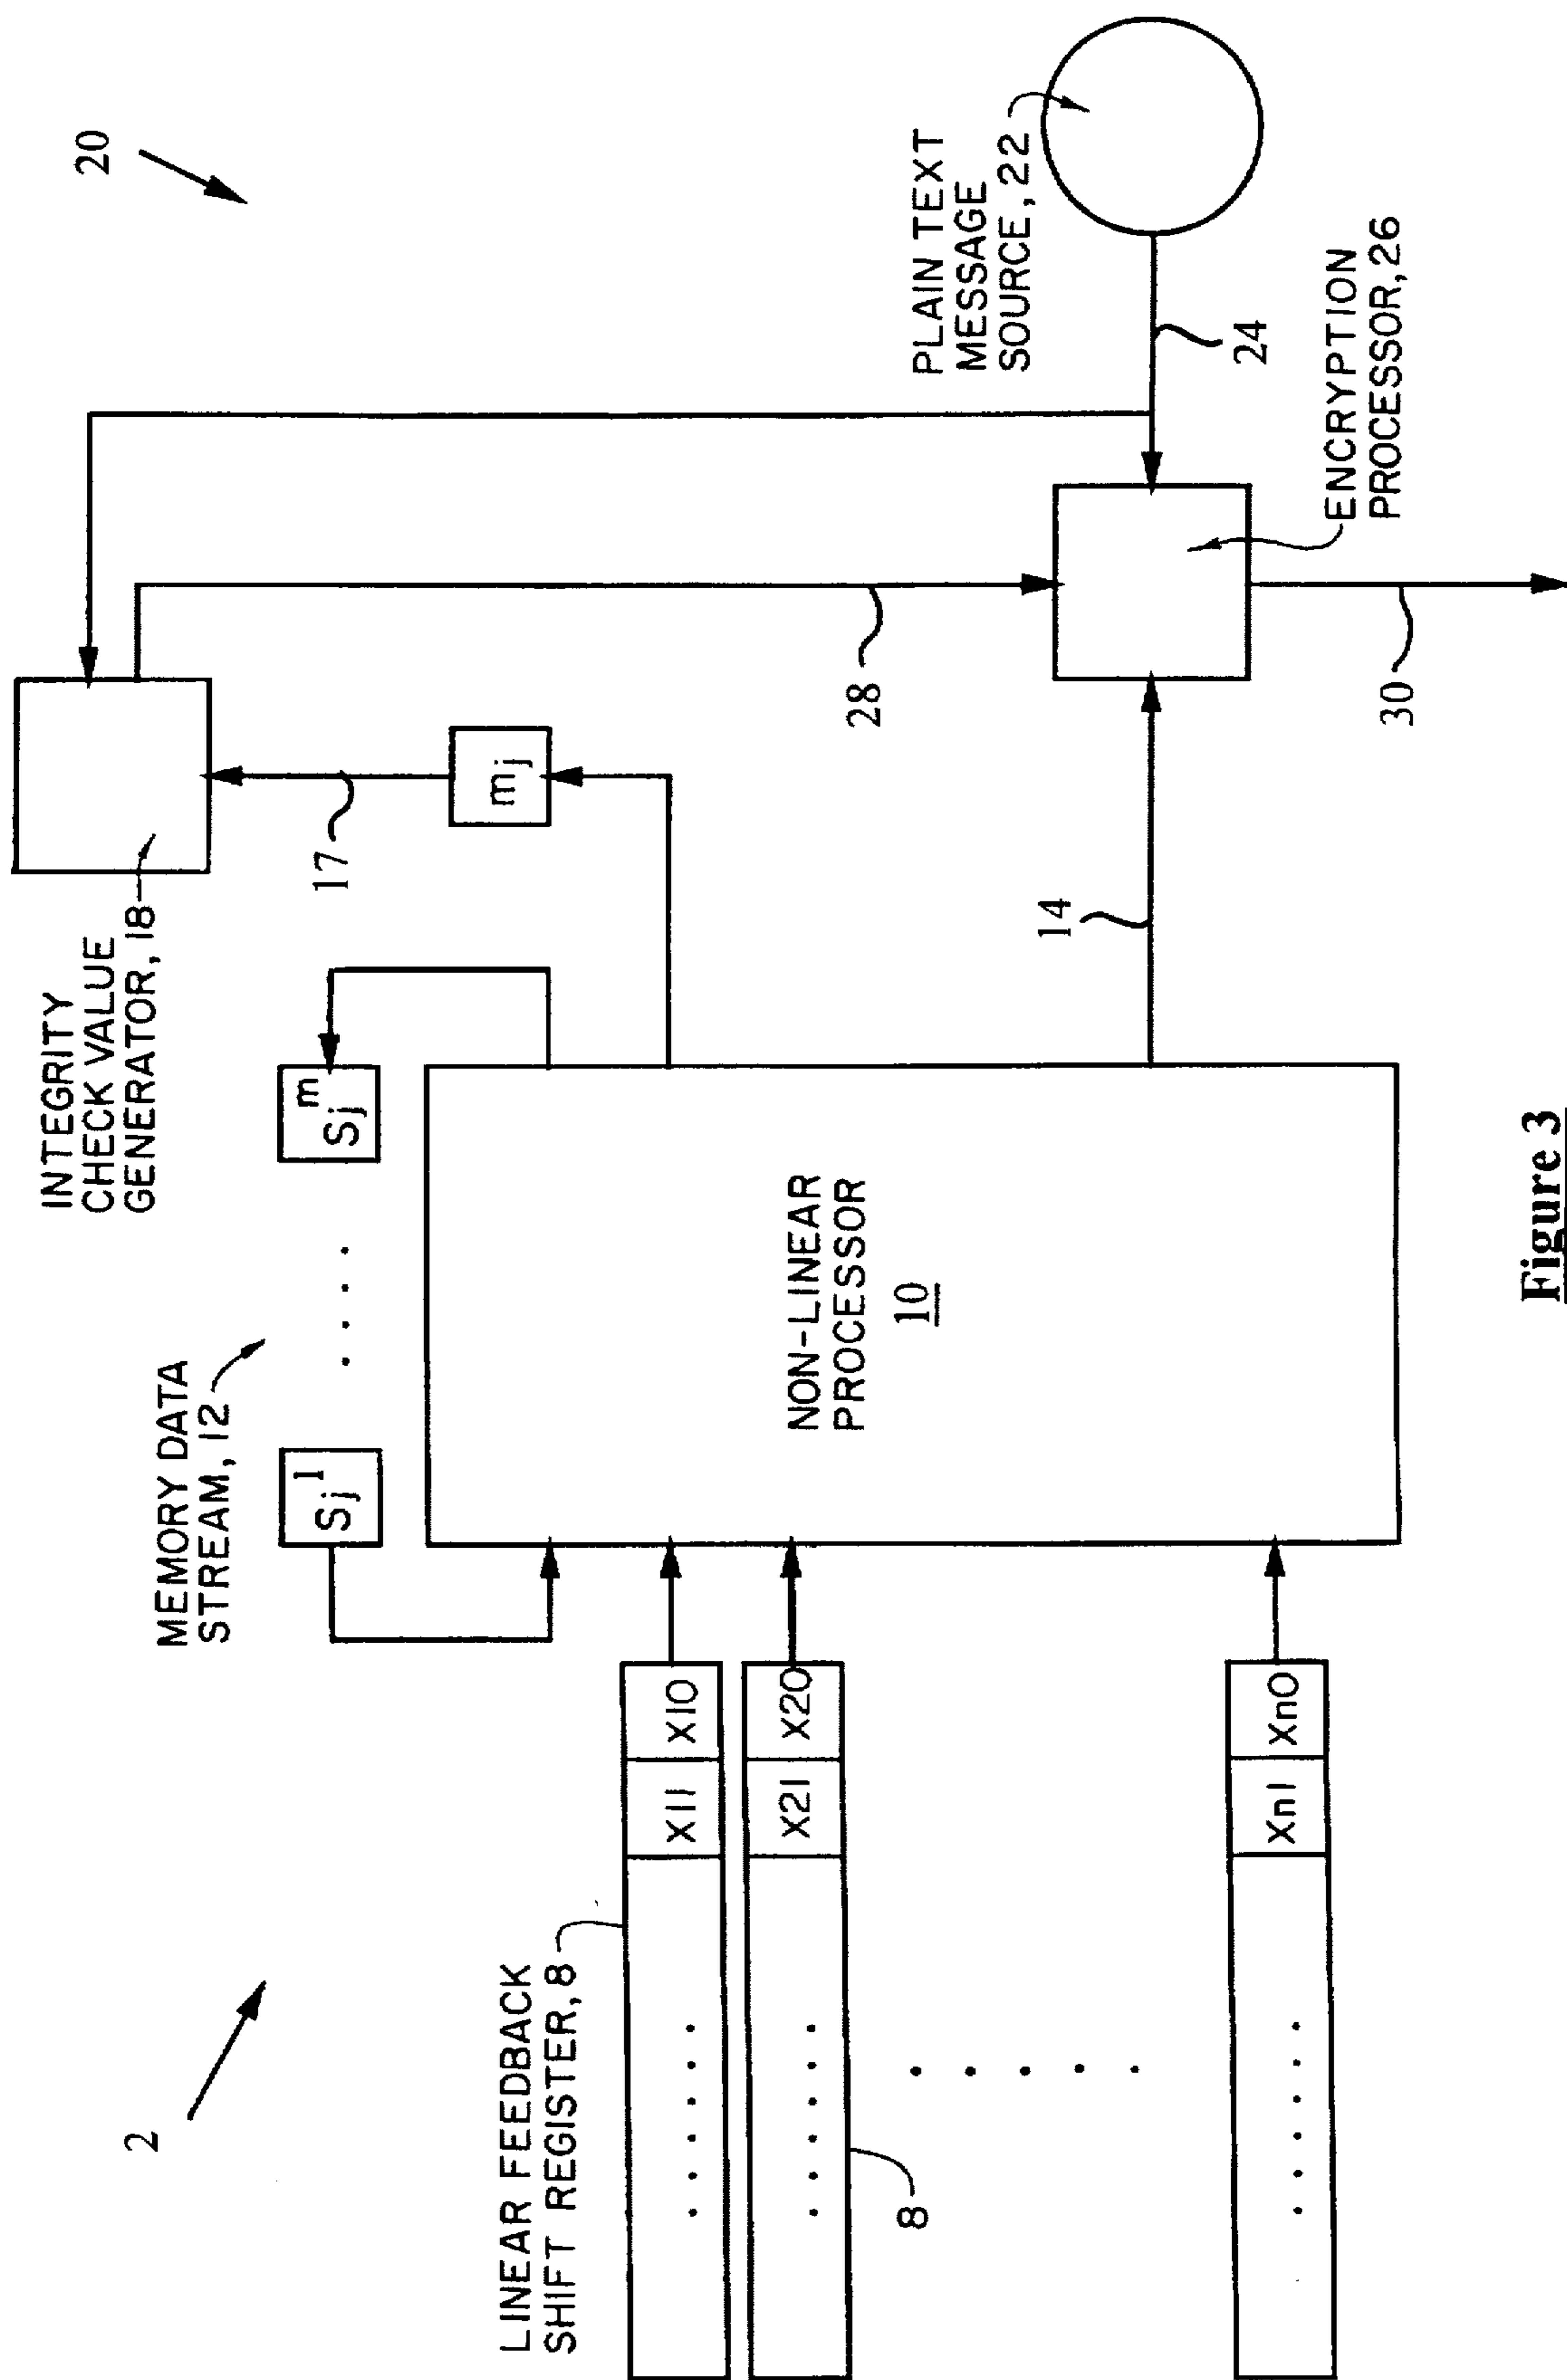 20
INTEGRITY
CHECK VALUE
GENERATOR, 18
17
mj
MEMORY DATA
STREAM, 12
Sj1
. . . .
Sjm
2
28
PLAIN TEXT
MESSAGE
SOURCE, 22
24
LINEAR FEEDBACK
SHIFT REGISTER, 8
. . . . . .
X11
X10
. . . . . .
X21
X20
8
. . . . .
. . . . . .
Xn1
Xn0
NON-LINEAR
PROCESSOR
10
14
ENCRYPTION
PROCESSOR, 26
30
Figure 3